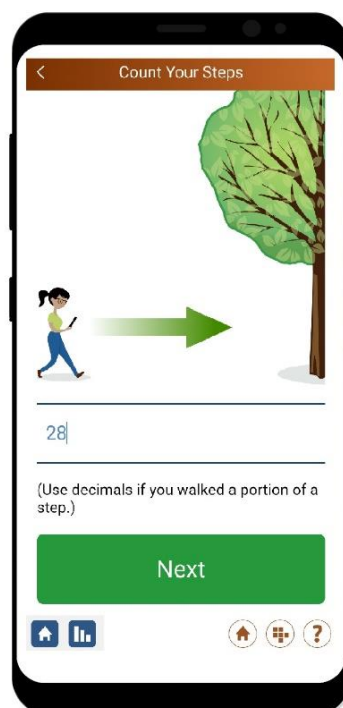 Count Your Steps
28
(Use decimals if you walked a portion of a
step.)
Next
?